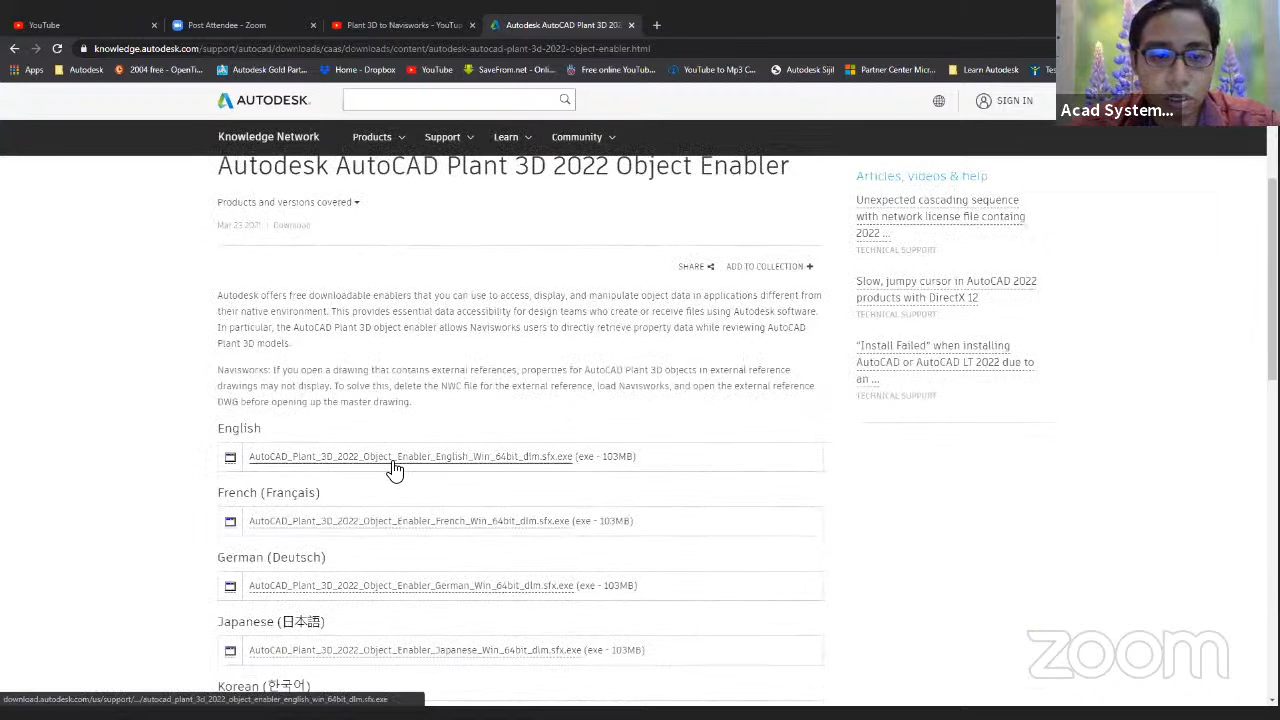 YouTube
Post Attendee - Zoom
Plant 3D to Navisworks - YouTu
Autodesk AutoCAD Plant 3D 202
knowledge.autodesk.com/support/autocad/downloads/caas/downloads/content/autodesk-autocad-plant-3d-2022-object-enabler.html
Apps
Autodesk
2004 free - OpenTi...
Autodesk Gold Part...
Home - Dropbox
YouTube
SaveFrom.net - Onli...
Free online YouTub...
YouTube to Mp3 C...
Autodesk Sijil
Partner Center Micr...
Autodesk Learn
Acad System...
AUTODESK.
SIGN IN
Knowledge Network
Products
Support
Learn
Community
Autodesk AutoCAD Plant 3D 2022 Object Enabler
Products and versions covered
Mar 23 2021 | Download
SHARE
ADD TO COLLECTION +
Autodesk offers free downloadable enablers that you can use to access, display, and manipulate object data in applications different from
their native environment. This provides essential data accessibility for design teams who create or receive files using Autodesk software.
In particular, the AutoCAD Plant 3D object enabler allows Navisworks users to directly retrieve property data while reviewing AutoCAD
Plant 3D models.
Navisworks: If you open a drawing that contains external references, properties for AutoCAD Plant 3D objects in external reference
drawings may not display. To solve this, delete the NWC file for the external reference, load Navisworks, and open the external reference
DWG before opening up the master drawing.
English
AutoCAD_Plant_3D_2022_Object_Enabler_English_Win_64bit_dlm.sfx.exe (exe - 103MB)
French (Français)
AutoCAD_Plant_3D_2022_Object_Enabler_French_Win_64bit_dlm.sfx.exe (exe - 103MB)
German (Deutsch)
AutoCAD_Plant_3D_2022_Object_Enabler_German_Win_64bit_dlm.sfx.exe (exe - 103MB)
Japanese (日本語)
AutoCAD_Plant_3D_2022_Object_Enabler_Japanese_Win_64bit_dlm.sfx.exe (exe - 103MB)
Korean (한국어)
Articles, videos & help
Unexpected cascading sequence
with network license file containg
2022 ...
TECHNICAL SUPPORT
Slow, jumpy cursor in AutoCAD 2022
products with DirectX 12
TECHNICAL SUPPORT
"Install Failed" when installing
AutoCAD or AutoCAD LT 2022 due to
an ...
TECHNICAL SUPPORT
zoom
download.autodesk.com/us/support/.../autocad_plant_3d_2022_object_enabler_english_win_64bit_dlm.sfx.exe